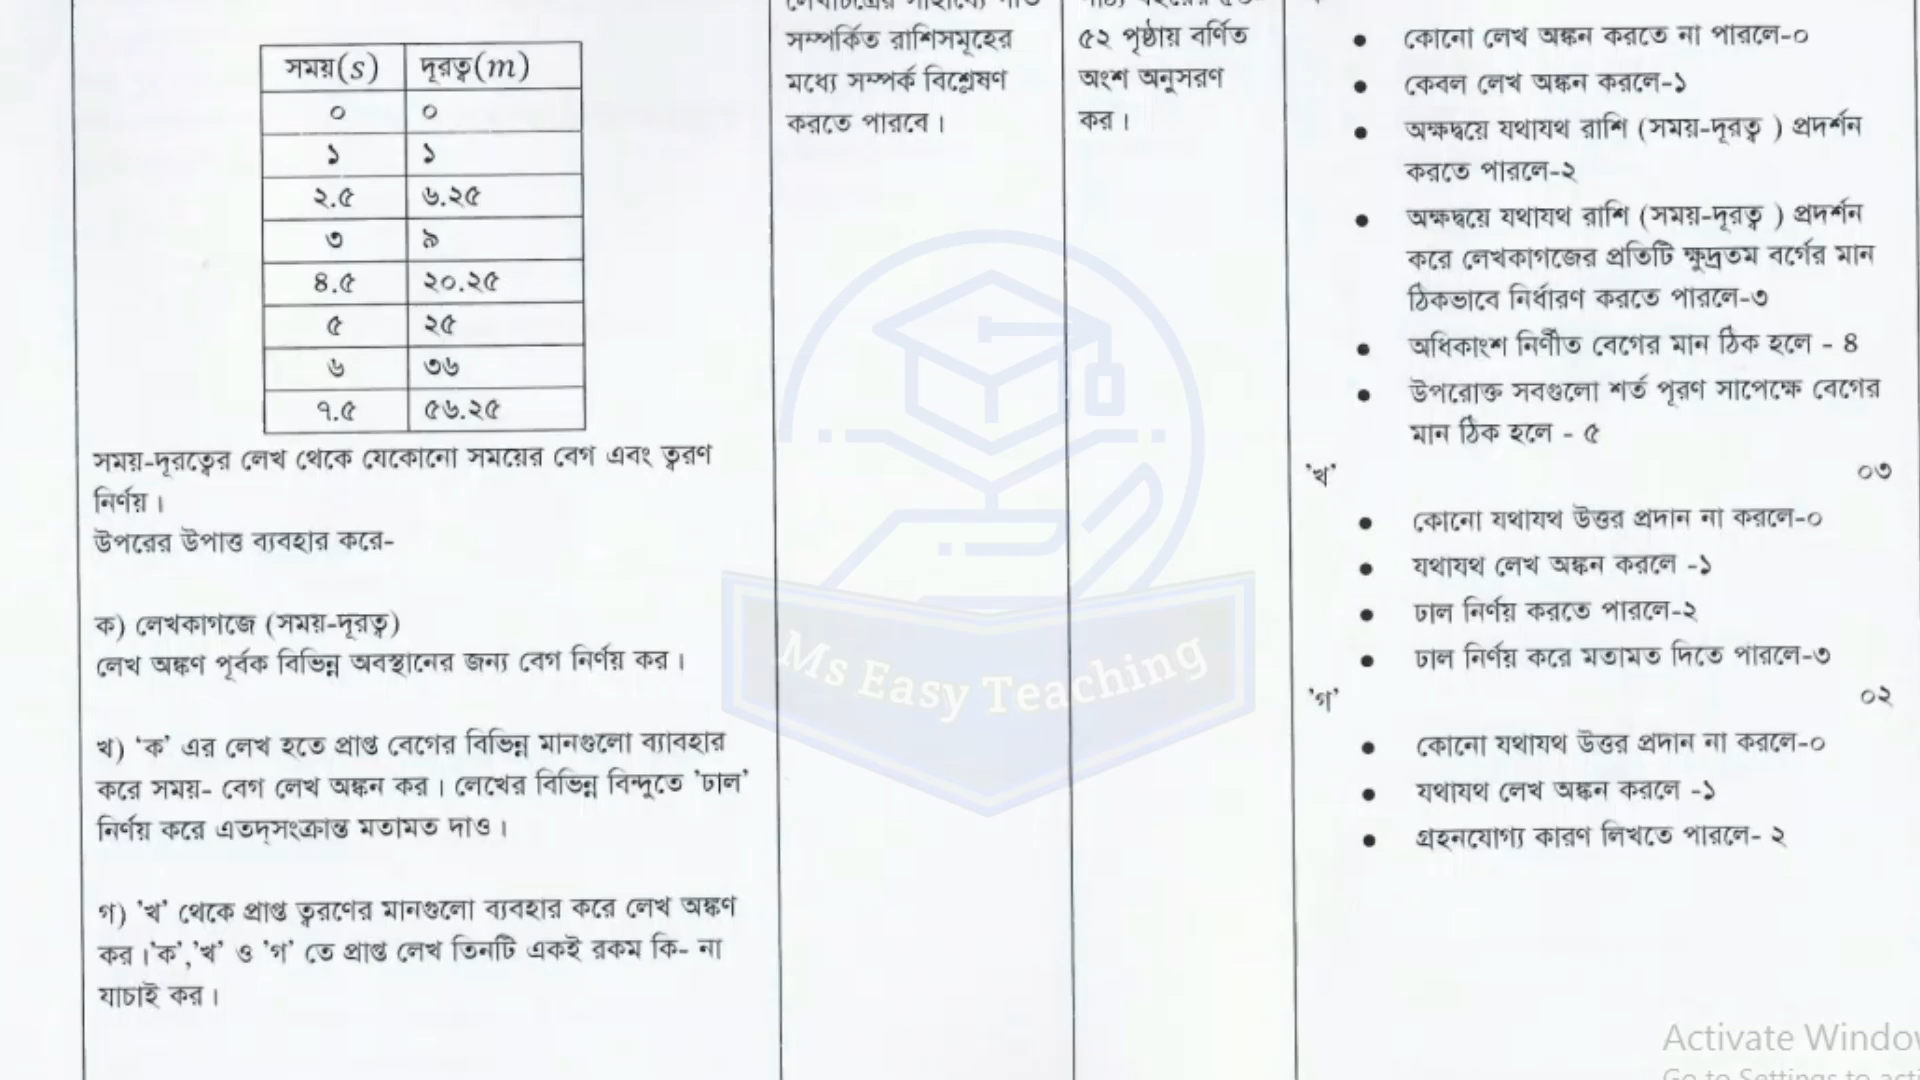 সময়(s) দূরত্ব(m)
০ ০
১ ১
২.৫ ৬.২৫
৩ ৯
৪.৫ ২০.২৫
৫ ২৫
৬ ৩৬
৭.৫ ৫৬.২৫
সময়-দূরত্বের লেখ থেকে যেকোনো সময়ের বেগ এবং ত্বরণ
নির্ণয়।
উপরের উপাত্ত ব্যবহার করে-
ক) লেখকাগজে (সময়-দূরত্ব)
লেখ অঙ্কণ পূর্বক বিভিন্ন অবস্থানের জন্য বেগ নির্ণয় কর।
খ) ‘ক’ এর লেখ হতে প্রাপ্ত বেগের বিভিন্ন মানগুলো ব্যাবহার
করে সময়- বেগ লেখ অঙ্কন কর। লেখের বিভিন্ন বিন্দুতে 'ঢাল'
নির্ণয় করে এতদ্সংক্রান্ত মতামত দাও।
গ) 'খ' থেকে প্রাপ্ত ত্বরণের মানগুলো ব্যবহার করে লেখ অঙ্কণ
কর।'ক','খ' ও 'গ' তে প্রাপ্ত লেখ তিনটি একই রকম কি- না
যাচাই কর।
সম্পর্কিত রাশিসমূহের
মধ্যে সম্পর্ক বিশ্লেষণ
করতে পারবে।
৫২ পৃষ্ঠায় বর্ণিত
অংশ অনুসরণ
কর।
● কোনো লেখ অঙ্কন করতে না পারলে-০
● কেবল লেখ অঙ্কন করলে-১
● অক্ষদ্বয়ে যথাযথ রাশি (সময়-দূরত্ব ) প্রদর্শন
করতে পারলে-২
● অক্ষদ্বয়ে যথাযথ রাশি (সময়-দূরত্ব ) প্রদর্শন
করে লেখকাগজের প্রতিটি ক্ষুদ্রতম বর্গের মান
ঠিকভাবে নির্ধারণ করতে পারলে-৩
● অধিকাংশ নির্ণীত বেগের মান ঠিক হলে - ৪
● উপরোক্ত সবগুলো শর্ত পূরণ সাপেক্ষে বেগের
মান ঠিক হলে - ৫
'খ' ০৩
● কোনো যথাযথ উত্তর প্রদান না করলে-০
● যথাযথ লেখ অঙ্কন করলে -১
● ঢাল নির্ণয় করতে পারলে-২
● ঢাল নির্ণয় করে মতামত দিতে পারলে-৩
'গ' ০২
● কোনো যথাযথ উত্তর প্রদান না করলে-০
● যথাযথ লেখ অঙ্কন করলে -১
● গ্রহনযোগ্য কারণ লিখতে পারলে- ২
Ms Easy Teaching
Activate Windo